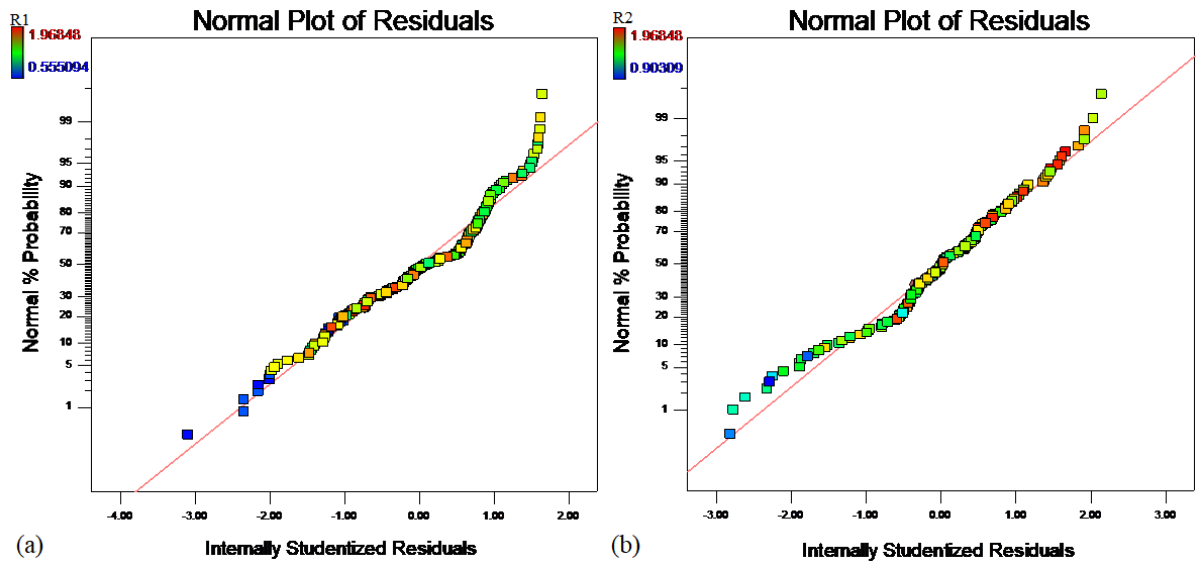 R1
Normal Plot of Residuals
1.96848
0.555094
Normal % Probability
99
95
90
80
70
50
30
20
10
5
1
-4.00 -3.00 -2.00 -1.00 0.00 1.00 2.00
(a)
Internally Studentized Residuals
R2
Normal Plot of Residuals
1.96848
0.90309
Normal % Probability
99
95
90
80
70
50
30
20
10
5
1
-3.00 -2.00 -1.00 0.00 1.00 2.00 3.00
(b)
Internally Studentized Residuals